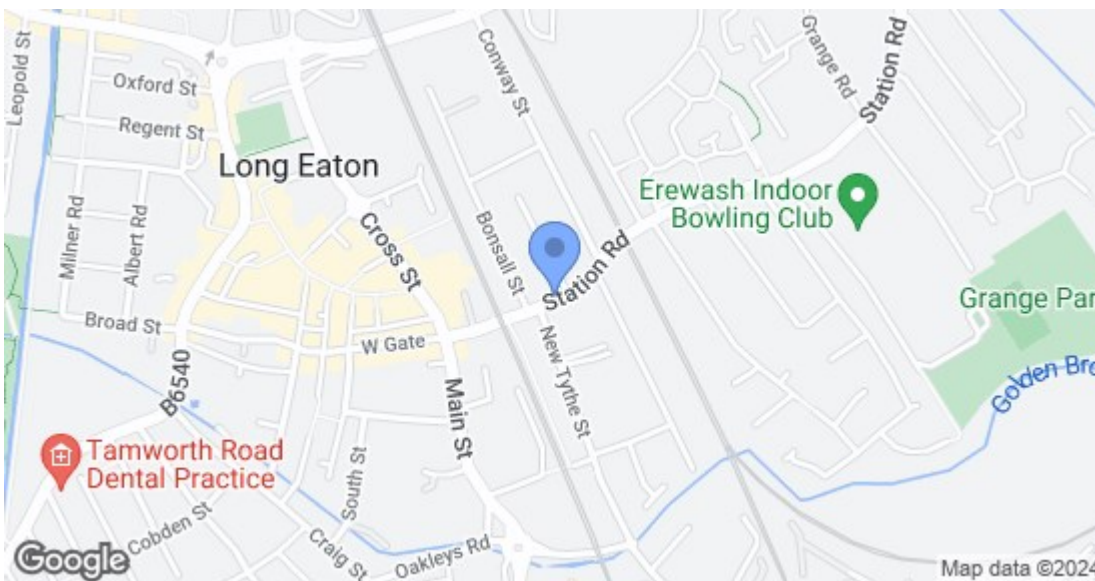 Leopold St
Oxford St
Regent St
Long Eaton
Milner Rd
Albert Rd
Broad St
B6540
Cross St
W Gate
Main St
Conway St
Bonsall St
Station Rd
New Tythe St
Grange Rd
Station Rd
Erewash Indoor
Bowling Club
Grange Par
Golden Bro
Tamworth Road
Dental Practice
South St
Cobden St
Craig St
Oakleys Rd
Google
Map data ©2024